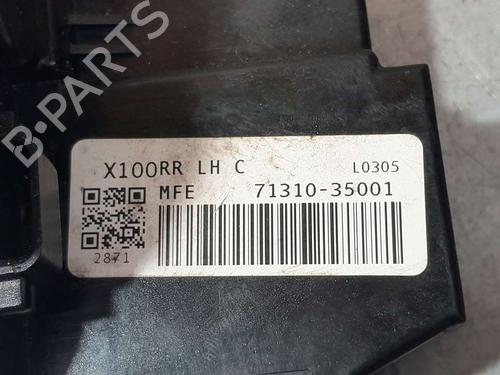 B-PARTS
X100RR LH C
L0305
MFE
71310-35001
2871